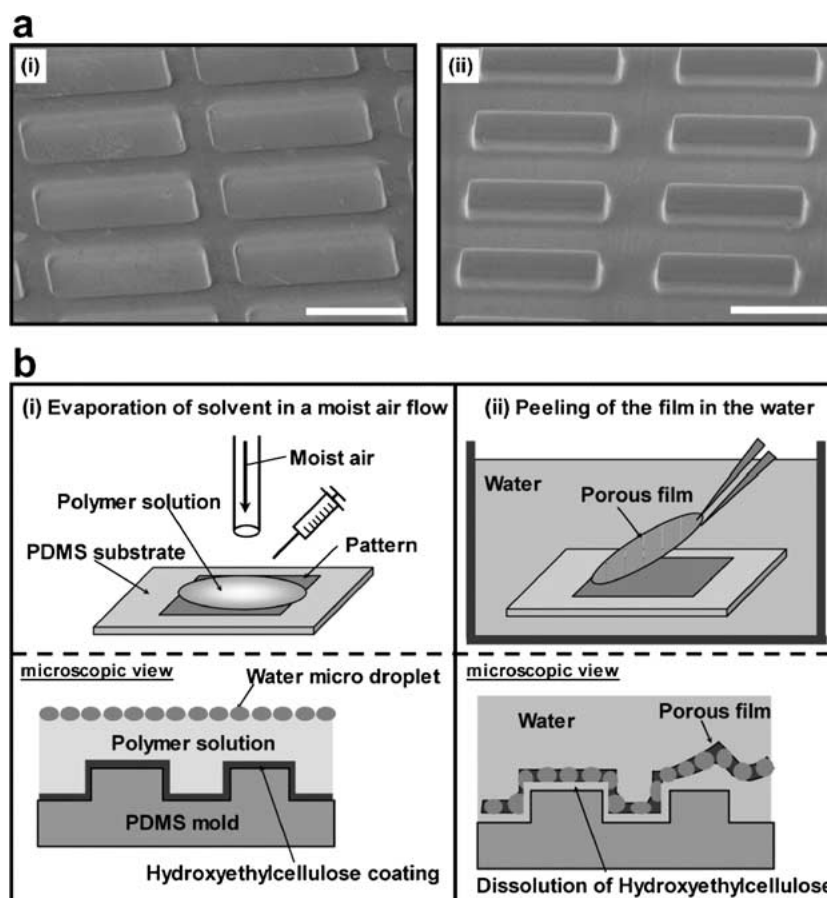 a
(i)
(ii)
b
(i) Evaporation of solvent in a moist air flow
Moist air
Polymer solution
PDMS substrate
Pattern
microscopic view
Water micro droplet
Polymer solution
PDMS mold
Hydroxyethylcellulose coating
(ii) Peeling of the film in the water
Water
Porous film
microscopic view
Porous film
Water
Dissolution of Hydroxyethylcellulose